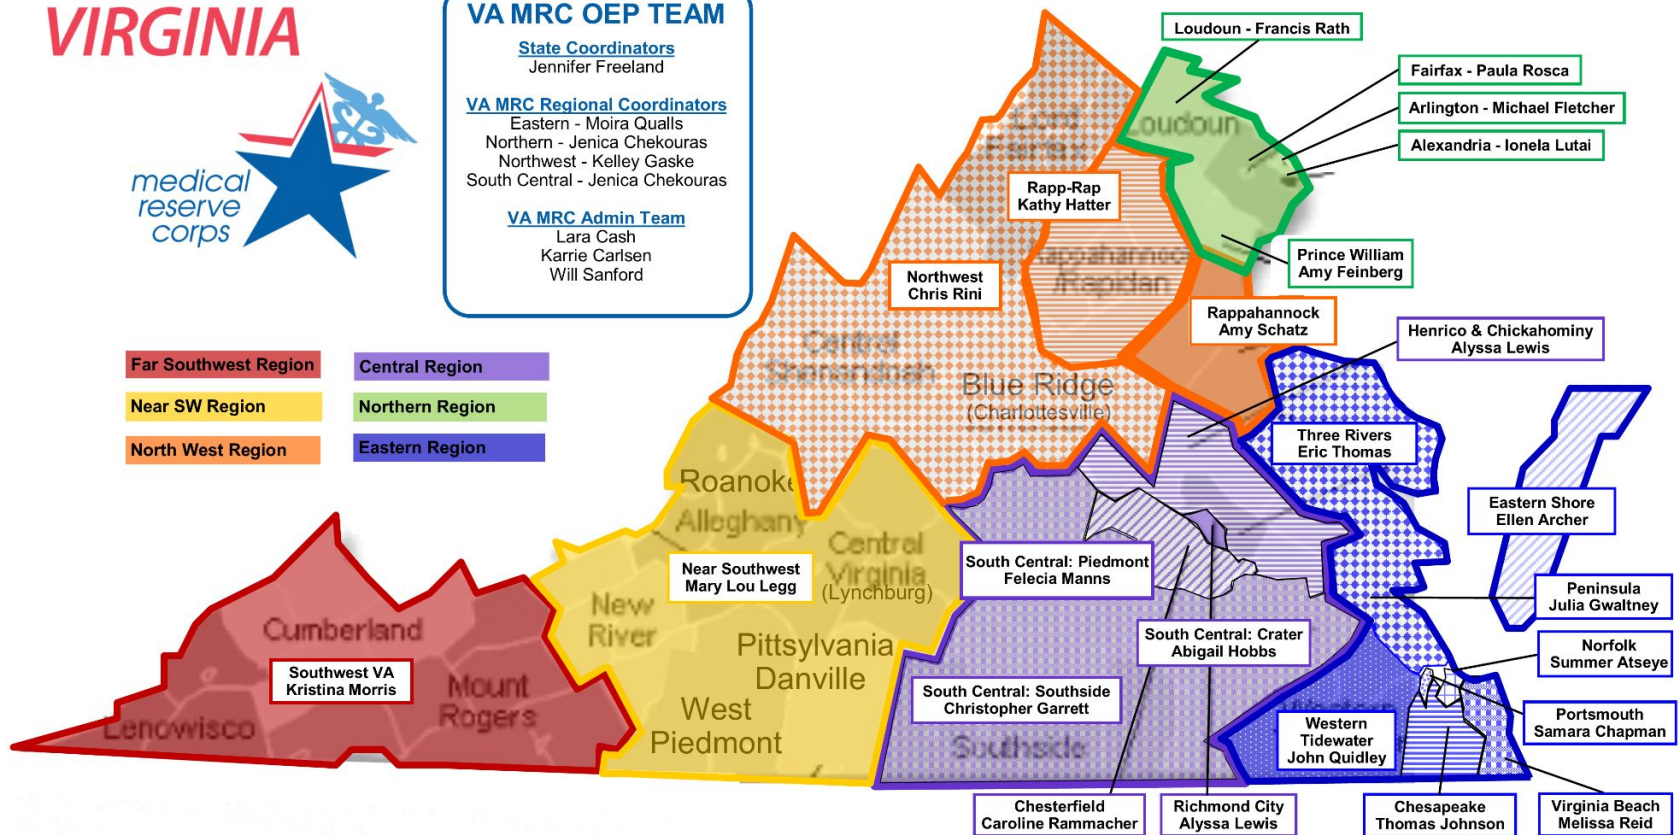 VIRGINIA
medical
reserve
corps
VA MRC OEP TEAM
State Coordinators
Jennifer Freeland
VA MRC Regional Coordinators
Eastern - Moira Qualls
Northern - Jenica Chekouras
Northwest - Kelley Gaske
South Central - Jenica Chekouras
VA MRC Admin Team
Lara Cash
Karrie Carlsen
Will Sanford
Far Southwest Region
Near SW Region
North West Region
Central Region
Northern Region
Eastern Region
Loudoun - Francis Rath
Fairfax - Paula Rosca
Arlington - Michael Fletcher
Alexandria - Ionela Lutai
Loudoun
Lord
Rapp-Rap
Kathy Hatter
Prince William
Amy Feinberg
Rappahannock
/Rapidan
Northwest
Chris Rini
Rappahannock
Amy Schatz
Henrico & Chickahominy
Alyssa Lewis
Central
Shenandoah
Blue Ridge
(Charlottesville)
Three Rivers
Eric Thomas
Eastern Shore
Ellen Archer
Roanoke
Alleghany
Central
Virginia
(Lynchburg)
Near Southwest
Mary Lou Legg
South Central: Piedmont
Felecia Manns
New
River
Peninsula
Julia Gwaltney
Cumberland
Pittsylvania
Danville
South Central: Crater
Abigail Hobbs
Norfolk
Summer Atseye
Southwest VA
Kristina Morris
Mount
Rogers
South Central: Southside
Christopher Garrett
West
Piedmont
Lenowisco
Southside
Western
Tidewater
John Quidley
Portsmouth
Samara Chapman
Chesterfield
Caroline Rammacher
Richmond City
Alyssa Lewis
Chesapeake
Thomas Johnson
Virginia Beach
Melissa Reid